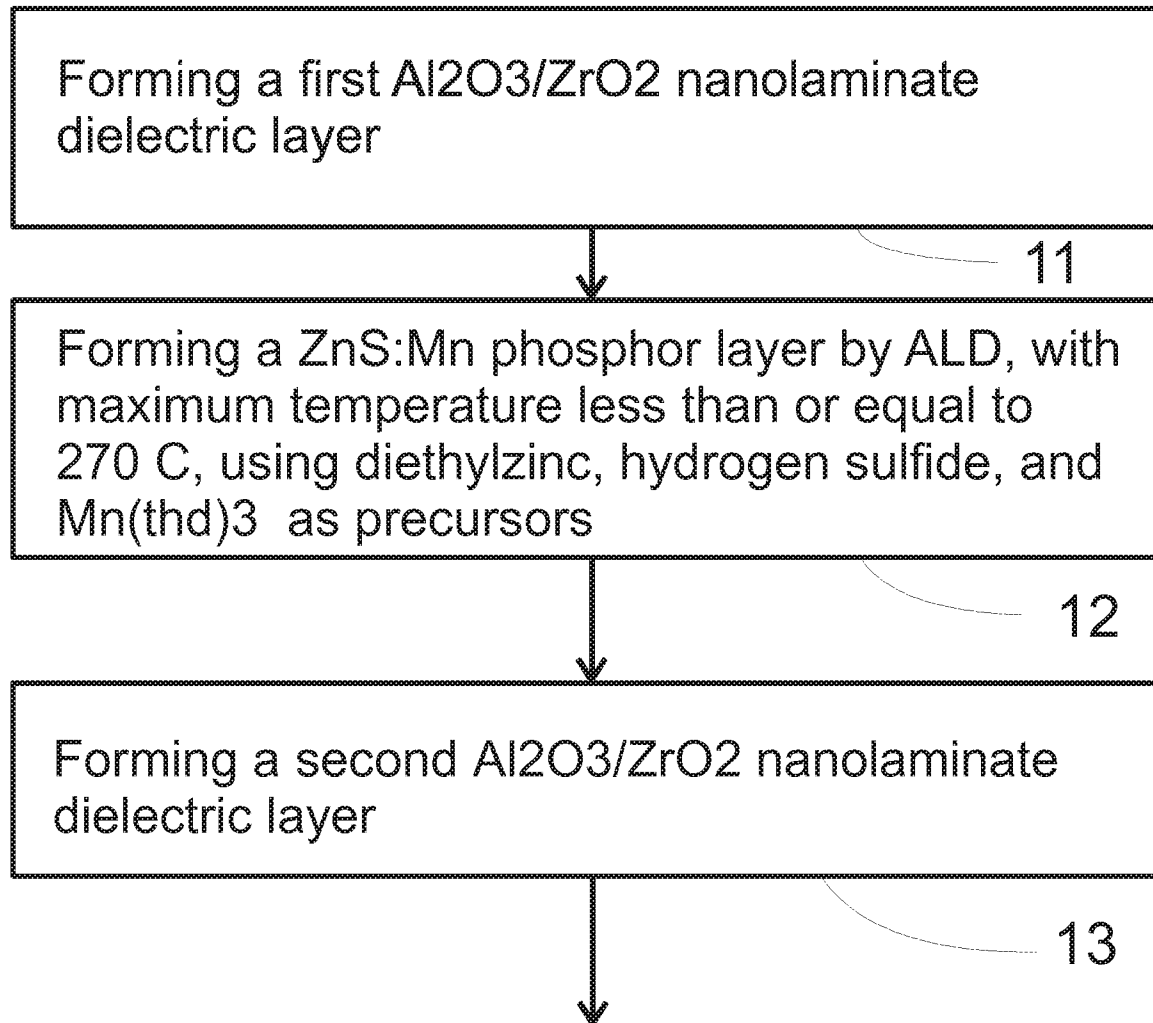 Forming a first Al2O3/ZrO2 nanolaminate
dielectric layer
11
Forming a ZnS:Mn phosphor layer by ALD, with
maximum temperature less than or equal to
270 C, using diethylzinc, hydrogen sulfide, and
Mn(thd)3 as precursors
12
Forming a second Al2O3/ZrO2 nanolaminate
dielectric layer
13